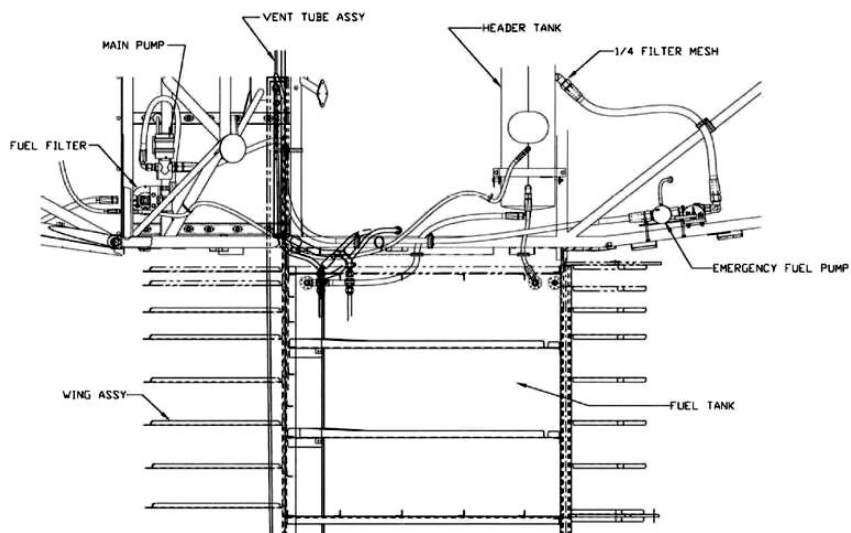 VENT TUBE ASSY
MAIN PUMP
HEADER TANK
1/4 FILTER MESH
FUEL FILTER
EMERGENCY FUEL PUMP
WING ASSY
FUEL TANK